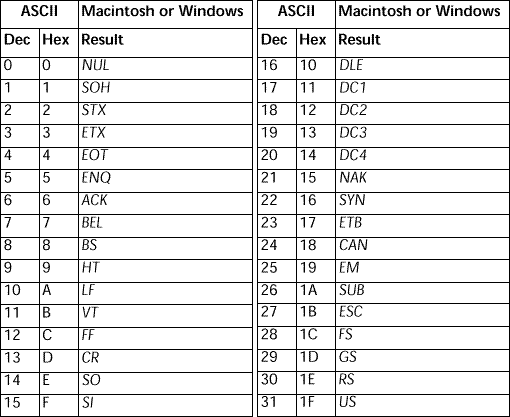 ASCII Macintosh or Windows
Dec Hex Result
0 0 NUL
1 1 SOH
2 2 STX
3 3 ETX
4 4 EOT
5 5 ENQ
6 6 ACK
7 7 BEL
8 8 BS
9 9 HT
10 A LF
11 B VT
12 C FF
13 D CR
14 E SO
15 F SI
ASCII Macintosh or Windows
Dec Hex Result
16 10 DLE
17 11 DC1
18 12 DC2
19 13 DC3
20 14 DC4
21 15 NAK
22 16 SYN
23 17 ETB
24 18 CAN
25 19 EM
26 1A SUB
27 1B ESC
28 1C FS
29 1D GS
30 1E RS
31 1F US